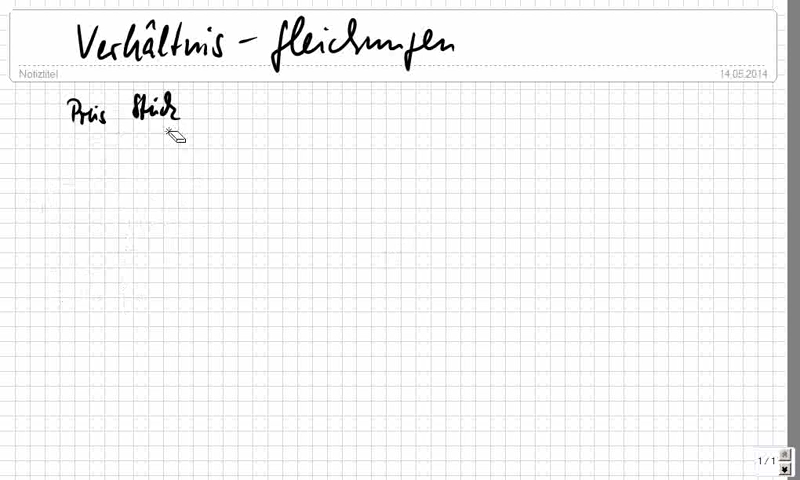 Verhältnis - Gleichungen
Notiztitel 14.05.2014
Preis Stück
1 / 1